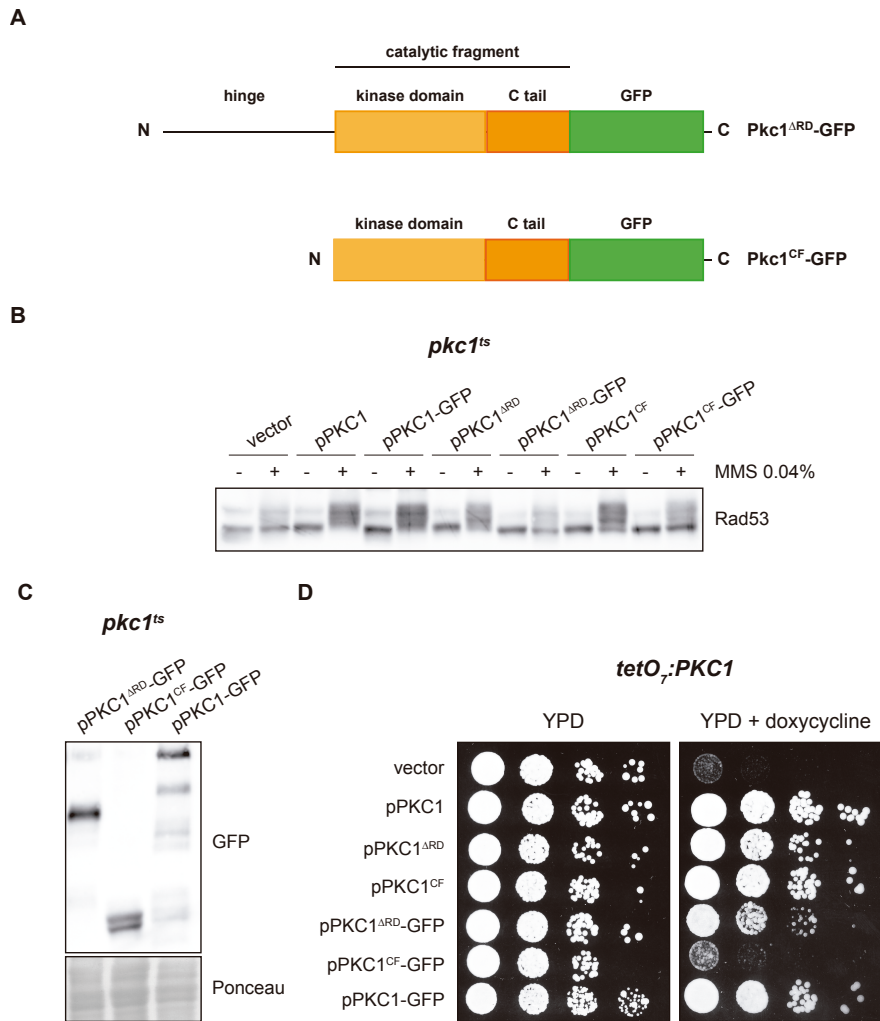 A
catalytic fragment
hinge kinase domain C tail GFP
N C Pkc1ΔRD-GFP
kinase domain C tail GFP
N C Pkc1CF-GFP
B
pkc1ts
vector pPKC1 pPKC1-GFP pPKC1ΔRD pPKC1ΔRD-GFP pPKC1CF pPKC1CF-GFP
- + - + - + - + - + - + - + MMS 0.04%
Rad53
C
pkc1ts
pPKC1ΔRD-GFP pPKC1CF-GFP pPKC1-GFP
GFP
Ponceau
D
tetO7:PKC1
YPD YPD + doxycycline
vector
pPKC1
pPKC1ΔRD
pPKC1CF
pPKC1ΔRD-GFP
pPKC1CF-GFP
pPKC1-GFP